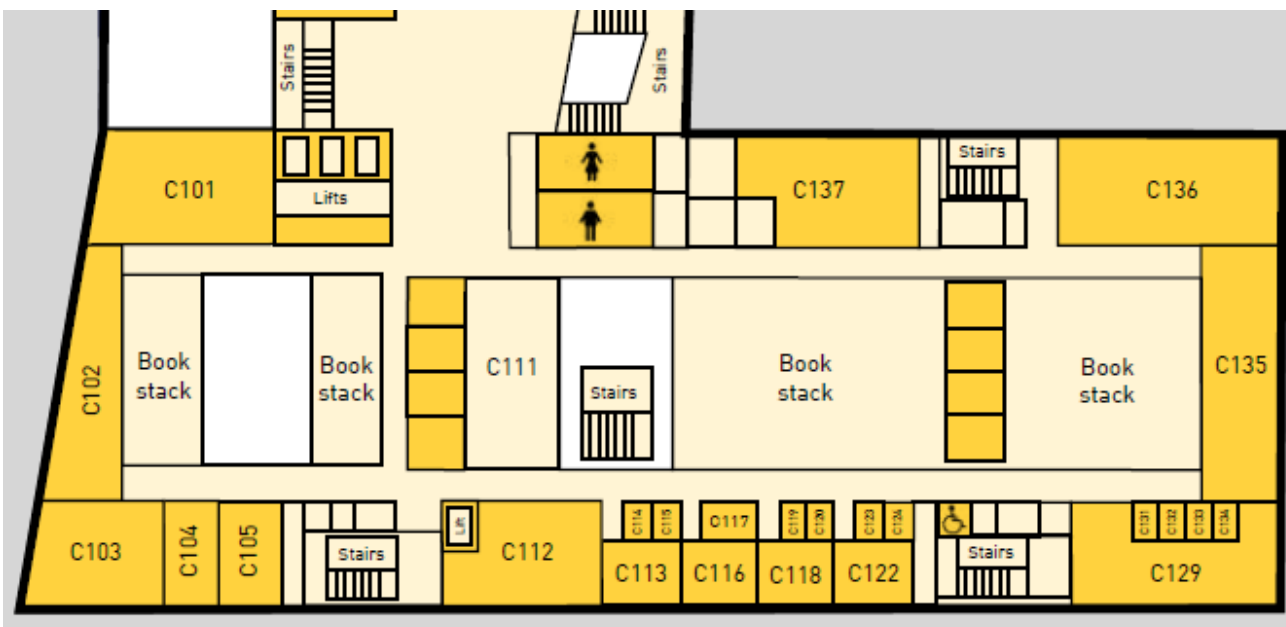 Stairs
Stairs
C101
Lifts
C137
Stairs
C136
C102
Book
stack
Book
stack
C111
Stairs
Book
stack
Book
stack
C135
C103
C104
C105
Stairs
Lift
C112
C114
C115
C113
C117
C116
C119
C120
C118
C123
C124
C122
Stairs
C131
C132
C133
C134
C129